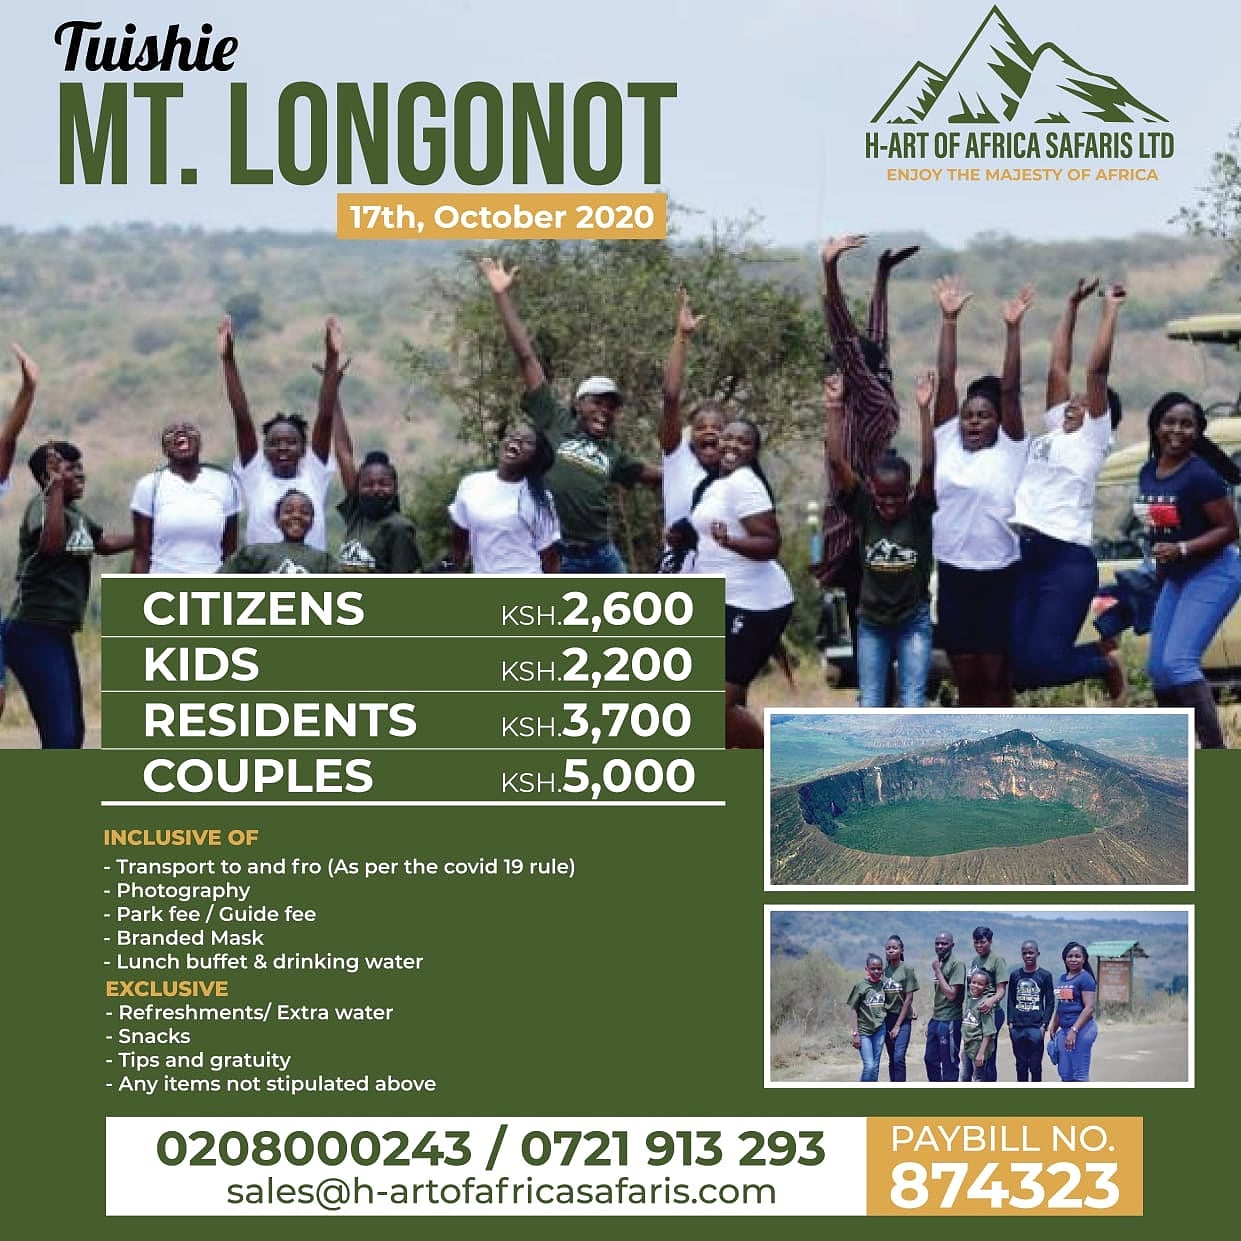 Tuishie
MT. LONGONOT
17th, October 2020
H-ART OF AFRICA SAFARIS LTD
ENJOY THE MAJESTY OF AFRICA
CITIZENS KSH.2,600
KIDS KSH.2,200
RESIDENTS KSH.3,700
COUPLES KSH.5,000
INCLUSIVE OF
- Transport to and fro (As per the covid 19 rule)
- Photography
- Park fee / Guide fee
- Branded Mask
- Lunch buffet & drinking water
EXCLUSIVE
- Refreshments/ Extra water
- Snacks
- Tips and gratuity
- Any items not stipulated above
0208000243 / 0721 913 293
sales@h-artofafricasafaris.com
PAYBILL NO.
874323